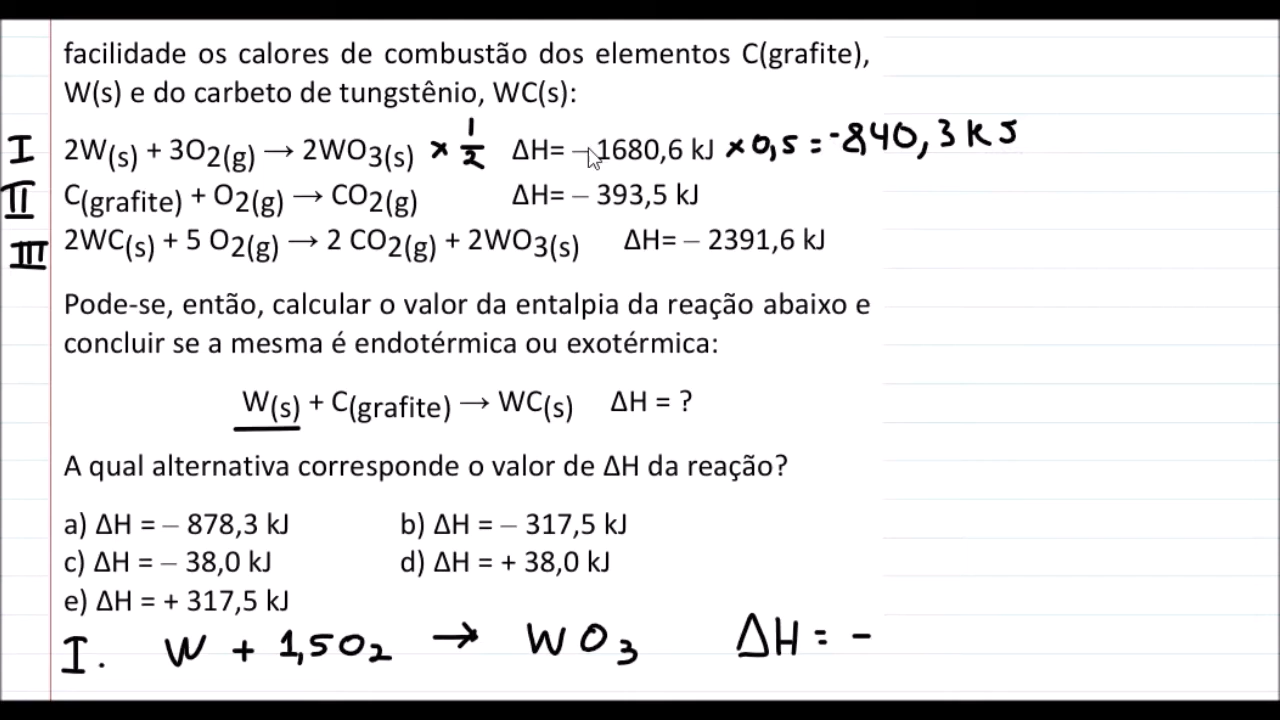 facilidade os calores de combustão dos elementos C(grafite),
W(s) e do carbeto de tungstênio, WC(s):
I 2W(s) + 3O2(g) → 2WO3(s) × 1/2 ΔH= – 1680,6 kJ × 0,5 = -840,3 kJ
II C(grafite) + O2(g) → CO2(g) ΔH= – 393,5 kJ
III 2WC(s) + 5 O2(g) → 2 CO2(g) + 2WO3(s) ΔH= – 2391,6 kJ
Pode-se, então, calcular o valor da entalpia da reação abaixo e
concluir se a mesma é endotérmica ou exotérmica:
W(s) + C(grafite) → WC(s) ΔH = ?
A qual alternativa corresponde o valor de ΔH da reação?
a) ΔH = – 878,3 kJ b) ΔH = – 317,5 kJ
c) ΔH = – 38,0 kJ d) ΔH = + 38,0 kJ
e) ΔH = + 317,5 kJ
I. W + 1,5O2 → WO3 ΔH = -